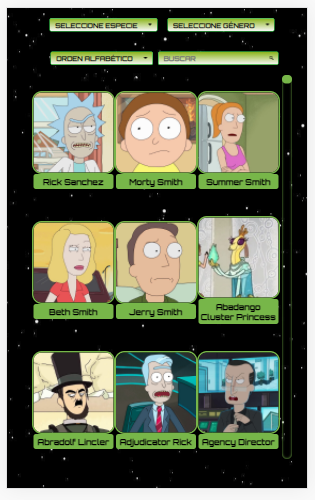 SELECCIONE ESPECIE
SELECCIONE GÉNERO
ORDEN ALFABÉTICO
BUSCAR
Rick Sanchez
Morty Smith
Summer Smith
Beth Smith
Jerry Smith
Abadango
Cluster Princess
Abradolf Lincler
Adjudicator Rick
Agency Director